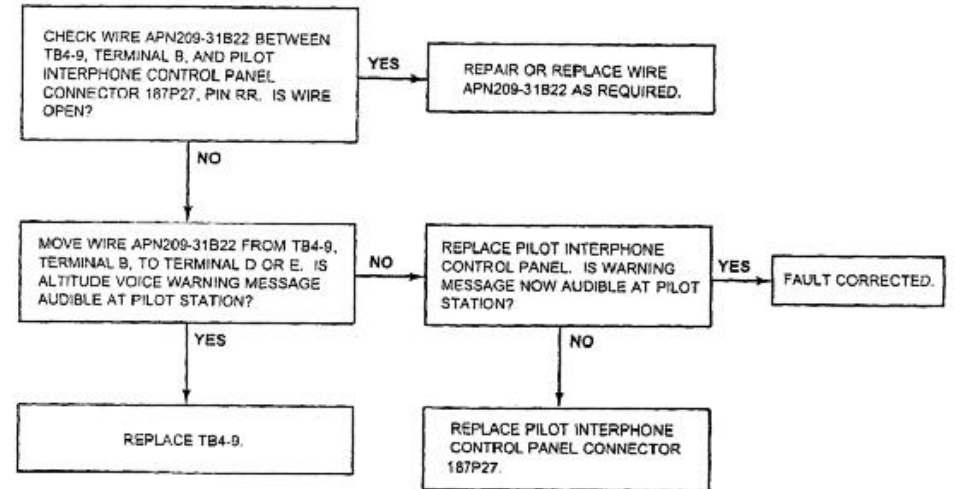 CHECK WIRE APN209-31B22 BETWEEN
TB4-9, TERMINAL B, AND PILOT
INTERPHONE CONTROL PANEL
CONNECTOR 187P27, PIN RR. IS WIRE
OPEN?
YES
REPAIR OR REPLACE WIRE
APN209-31B22 AS REQUIRED.
NO
MOVE WIRE APN209-31B22 FROM TB4-9,
TERMINAL B, TO TERMINAL D OR E. IS
ALTITUDE VOICE WARNING MESSAGE
AUDIBLE AT PILOT STATION?
NO
REPLACE PILOT INTERPHONE
CONTROL PANEL. IS WARNING
MESSAGE NOW AUDIBLE AT PILOT
STATION?
YES
FAULT CORRECTED.
YES
NO
REPLACE TB4-9.
REPLACE PILOT INTERPHONE
CONTROL PANEL CONNECTOR
187P27.